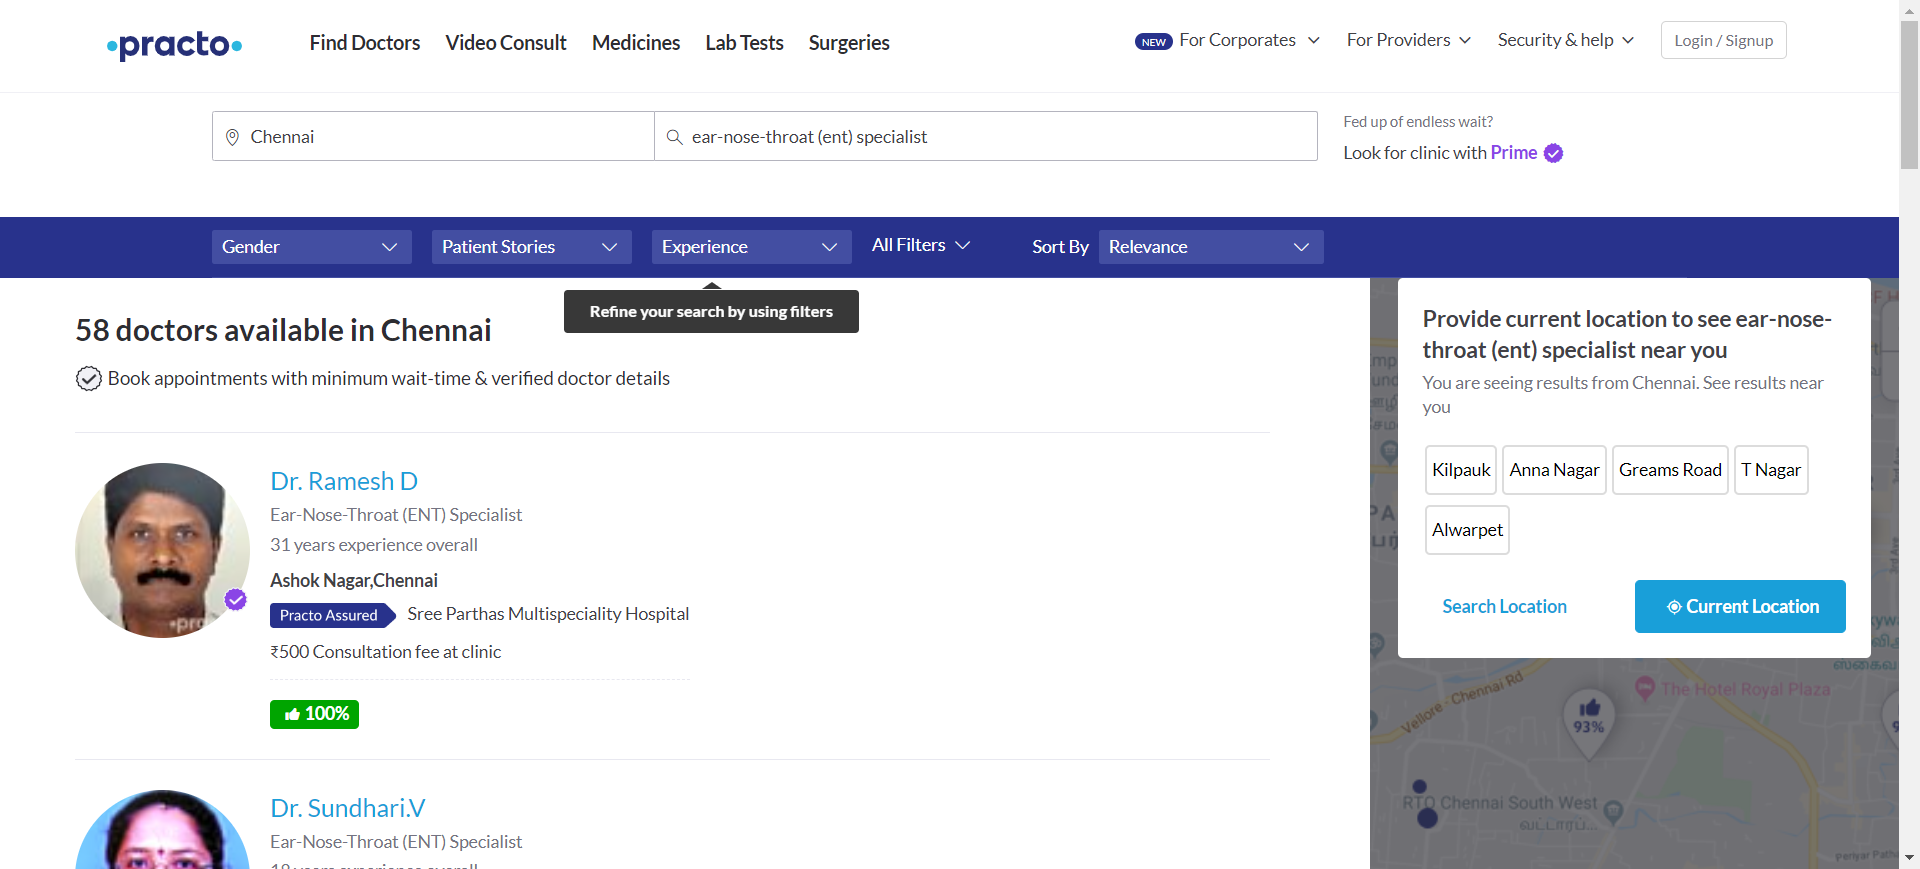 practo
Find Doctors
Video Consult
Medicines
Lab Tests
Surgeries
NEW For Corporates
For Providers
Security & help
Login / Signup
Chennai
ear-nose-throat (ent) specialist
Fed up of endless wait?
Look for clinic with Prime
Gender
Patient Stories
Experience
All Filters
Sort By
Relevance
Refine your search by using filters
58 doctors available in Chennai
Book appointments with minimum wait-time & verified doctor details
Dr. Ramesh D
Ear-Nose-Throat (ENT) Specialist
31 years experience overall
Ashok Nagar,Chennai
Practo Assured
Sree Parthas Multispeciality Hospital
₹500 Consultation fee at clinic
100%
Dr. Sundhari.V
Ear-Nose-Throat (ENT) Specialist
Provide current location to see ear-nose-
throat (ent) specialist near you
You are seeing results from Chennai. See results near
you
Kilpauk
Anna Nagar
Greams Road
T Nagar
Alwarpet
Search Location
Current Location
Vellore - Chennai Rd
The Hotel Royal Plaza
93%
RTO Chennai South West
வட்டாரப்...